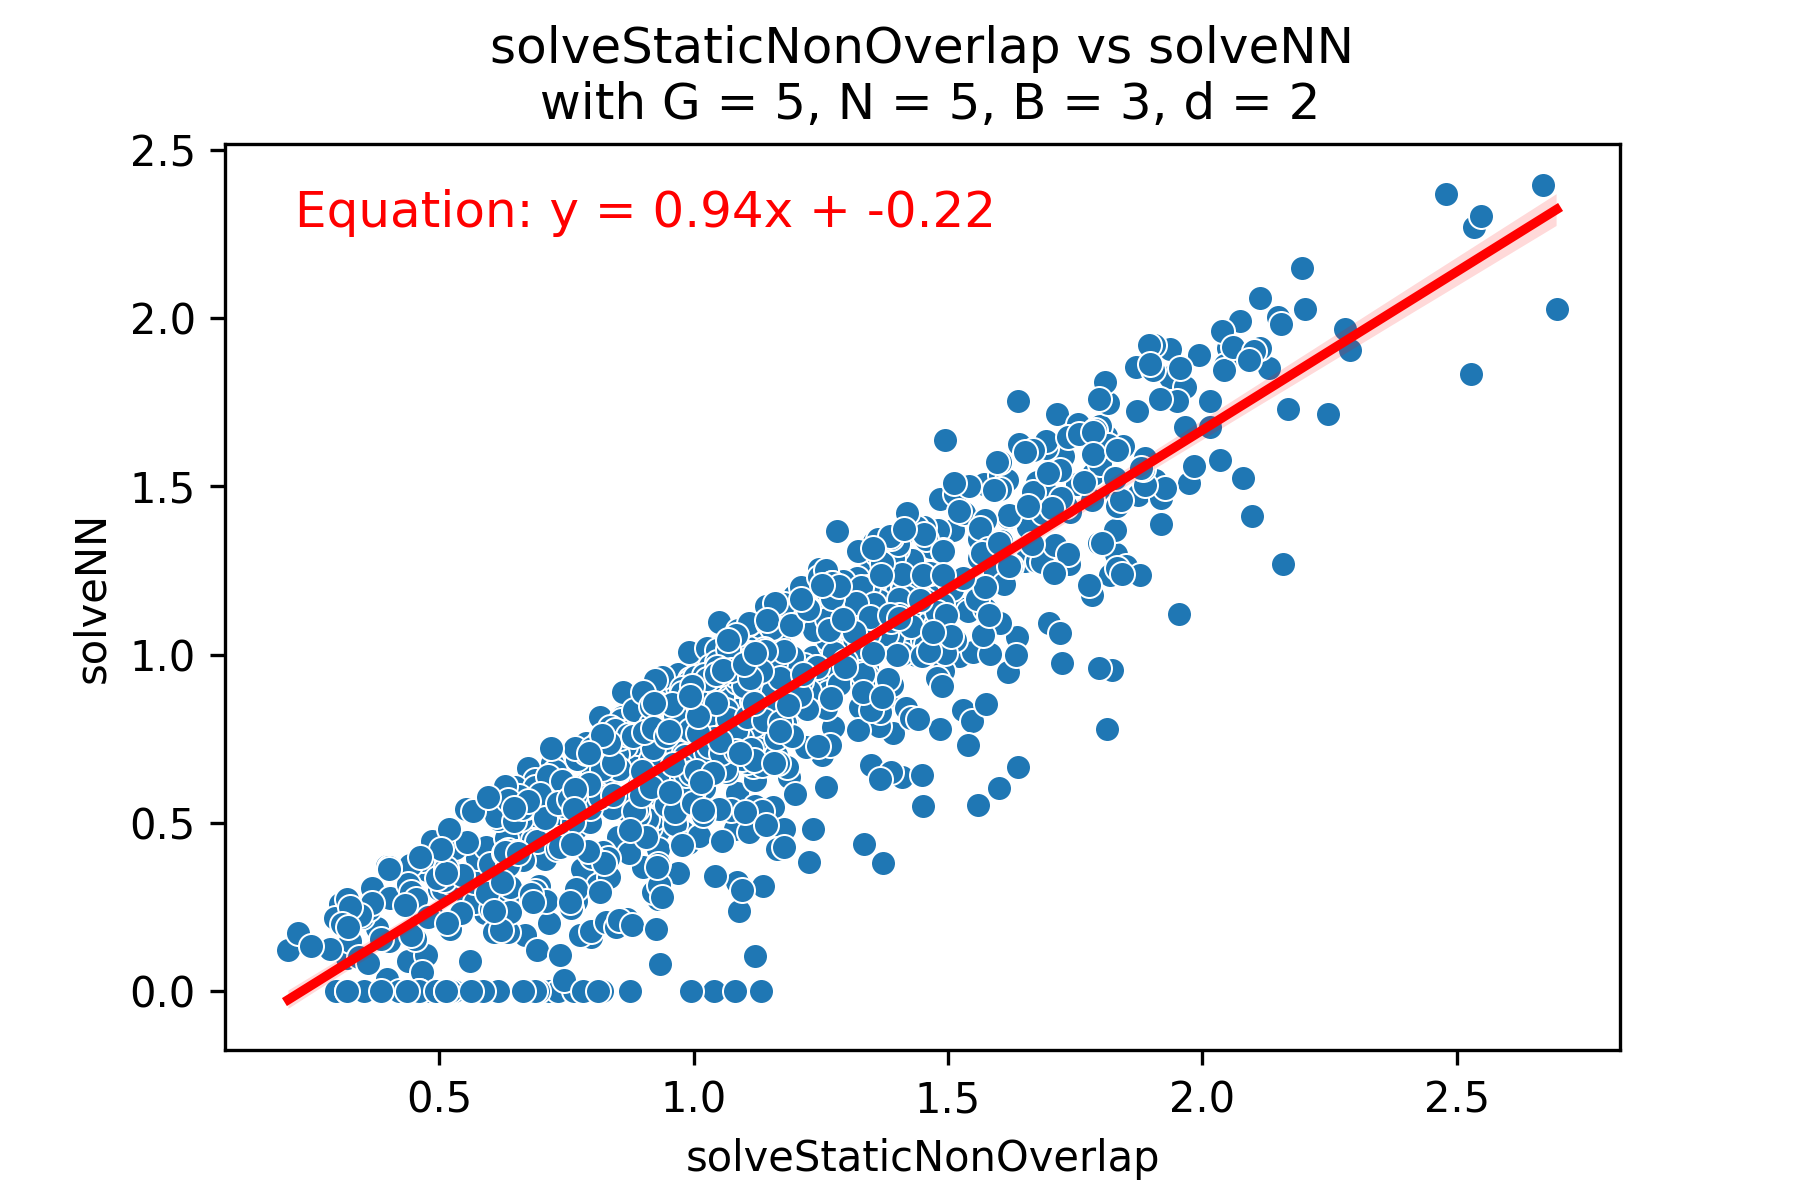 solveStaticNonOverlap vs solveNN
with G = 5, N = 5, B = 3, d = 2
2.5
2.0
1.5
1.0
0.5
0.0
solveNN
Equation: y = 0.94x + -0.22
0.5 1.0 1.5 2.0 2.5
solveStaticNonOverlap